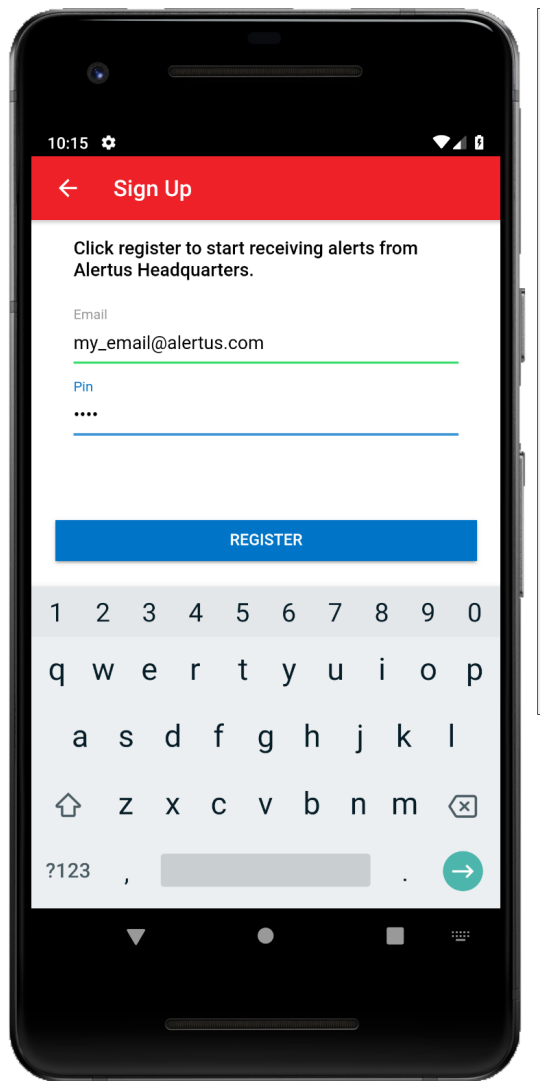 10:15
Sign Up
Click register to start receiving alerts from
Alertus Headquarters.
Email
my_email@alertus.com
Pin
••••
REGISTER
1 2 3 4 5 6 7 8 9 0
q w e r t y u i o p
a s d f g h j k l
z x c v b n m
?123 , .